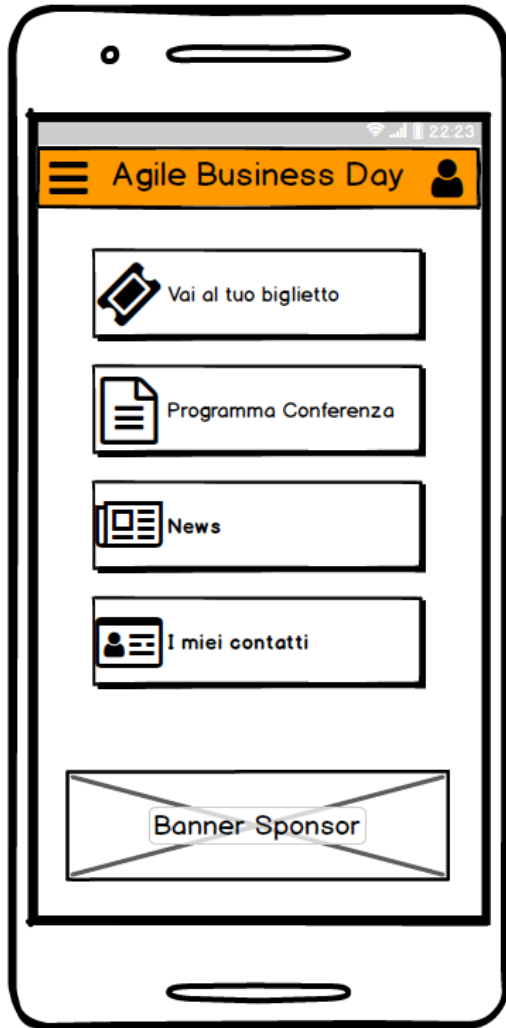 22:23
Agile Business Day
Vai al tuo biglietto
Programma Conferenza
News
I miei contatti
Banner Sponsor